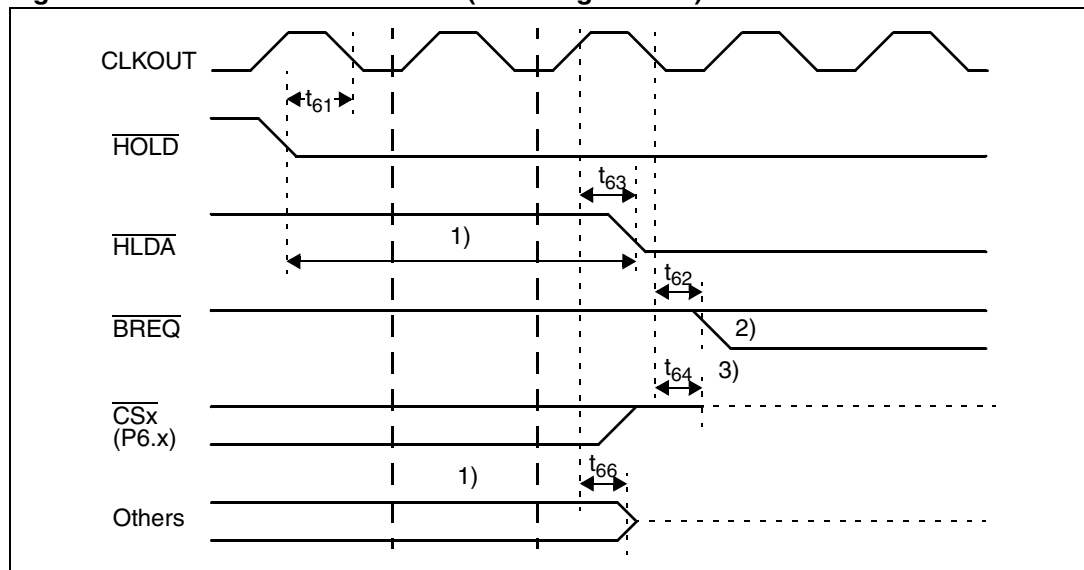 CLKOUT
t61
HOLD
t63
HLDA
1)
t62
BREQ
2)
t64
3)
CSx
(P6.x)
1)
t66
Others